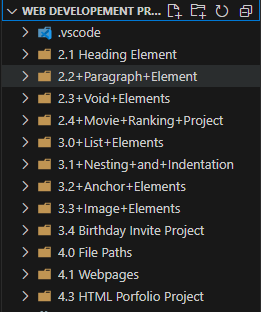 WEB DEVELOPEMENT PR...
.vscode
2.1 Heading Element
2.2+Paragraph+Element
2.3+Void+Elements
2.4+Movie+Ranking+Project
3.0+List+Elements
3.1+Nesting+and+Indentation
3.2+Anchor+Elements
3.3+Image+Elements
3.4 Birthday Invite Project
4.0 File Paths
4.1 Webpages
4.3 HTML Porfolio Project